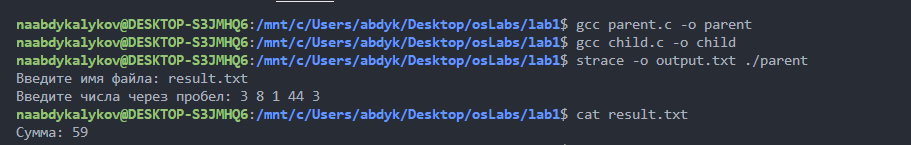 naabdykalykov@DESKTOP-S3JMHQ6:/mnt/c/Users/abdyk/Desktop/osLabs/lab1$ gcc parent.c -o parent
naabdykalykov@DESKTOP-S3JMHQ6:/mnt/c/Users/abdyk/Desktop/osLabs/lab1$ gcc child.c -o child
naabdykalykov@DESKTOP-S3JMHQ6:/mnt/c/Users/abdyk/Desktop/osLabs/lab1$ strace -o output.txt ./parent
Введите имя файла: result.txt
Введите числа через пробел: 3 8 1 44 3
naabdykalykov@DESKTOP-S3JMHQ6:/mnt/c/Users/abdyk/Desktop/osLabs/lab1$ cat result.txt
Сумма: 59